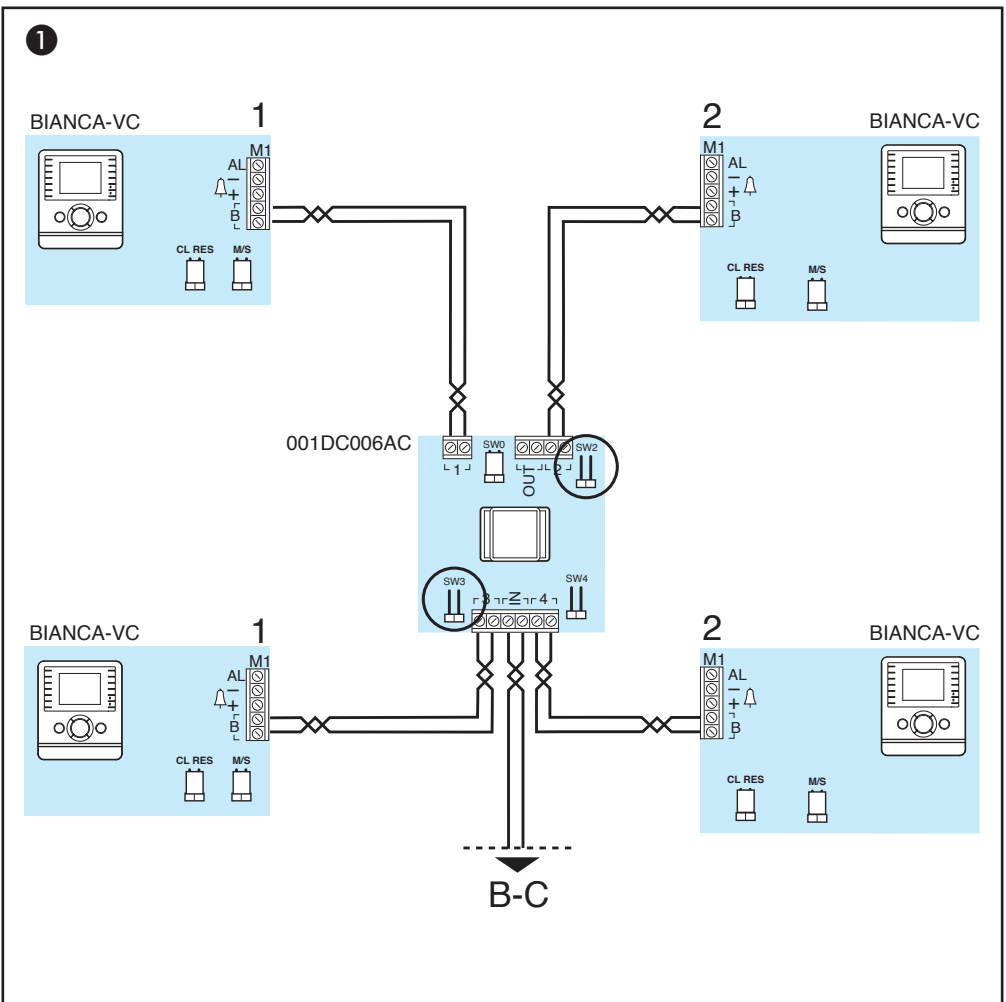 1
BIANCA-VC 1
M1
AL
−
+
B
CL RES M/S
2 BIANCA-VC
M1
AL
−
+
B
CL RES M/S
001DC006AC
1 SW0 OUT 2 SW2
SW3 3 IN 4 SW4
BIANCA-VC 1
M1
AL
−
+
B
CL RES M/S
2 BIANCA-VC
M1
AL
−
+
B
CL RES M/S
B-C